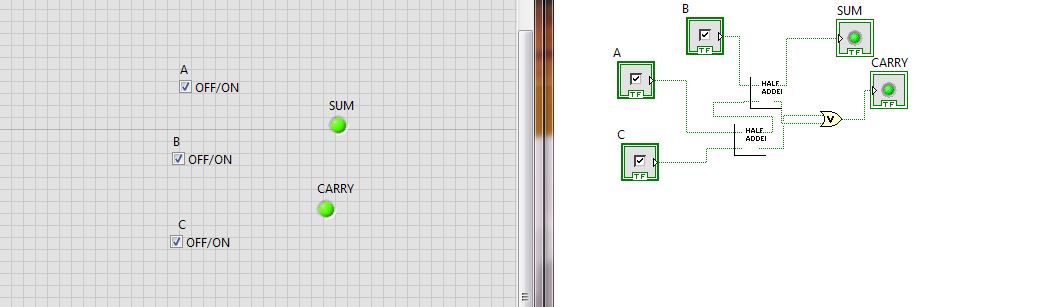 A
OFF/ON
SUM
B
OFF/ON
CARRY
C
OFF/ON
B
TF
SUM
TF
A
TF
CARRY
TF
HALF
ADDEI
HALF
ADDEI
V
C
TF